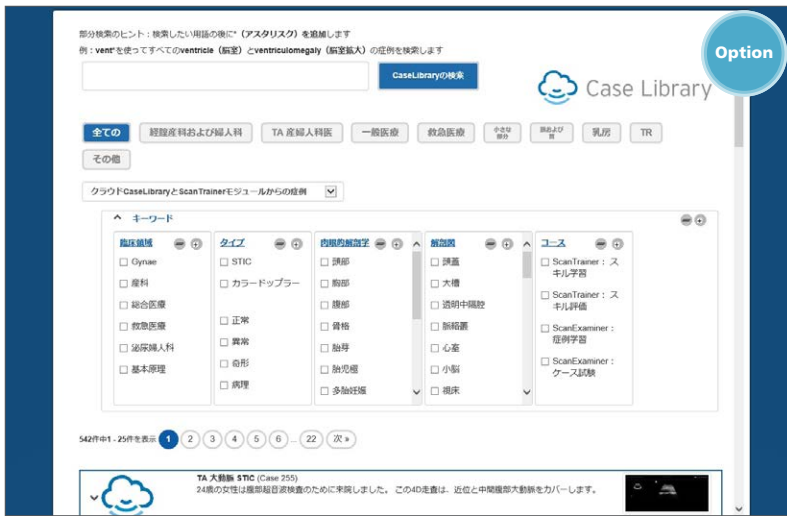 部分検索のヒント：検索したい用語の後に*（アスタリスク）を追加します
例：vent*を使ってすべてのventricle（脳室）とventriculomegaly（脳室拡大）の症例を検索します
Option
CaseLibraryの検索
Case Library
全ての
経腟産科および婦人科
TA 産婦人科医
一般医療
救急医療
小さな部分
頭および首
乳房
TR
その他
クラウドCaseLibraryとScanTrainerモジュールからの症例
キーワード
臨床領域
Gynae
産科
総合医療
救急医療
泌尿婦人科
基本原理
タイプ
STIC
カラードップラー
正常
異常
奇形
病理
肉眼的解剖学
頭部
胸部
腹部
骨格
胎芽
胎児極
多胎妊娠
解剖図
頭蓋
大槽
透明中隔腔
脈絡叢
心室
小脳
視床
コース
ScanTrainer： ス
キル学習
ScanTrainer： ス
キル評価
ScanExaminer：
症例学習
ScanExaminer：
ケース試験
542件中1 - 25件を表示 1 2 3 4 5 6 ... 22 次 »
TA 大動脈 STIC (Case 255)
24歳の女性は腹部超音波検査のために来院しました。 この4D走査は、近位と中間腹部大動脈をカバーします。